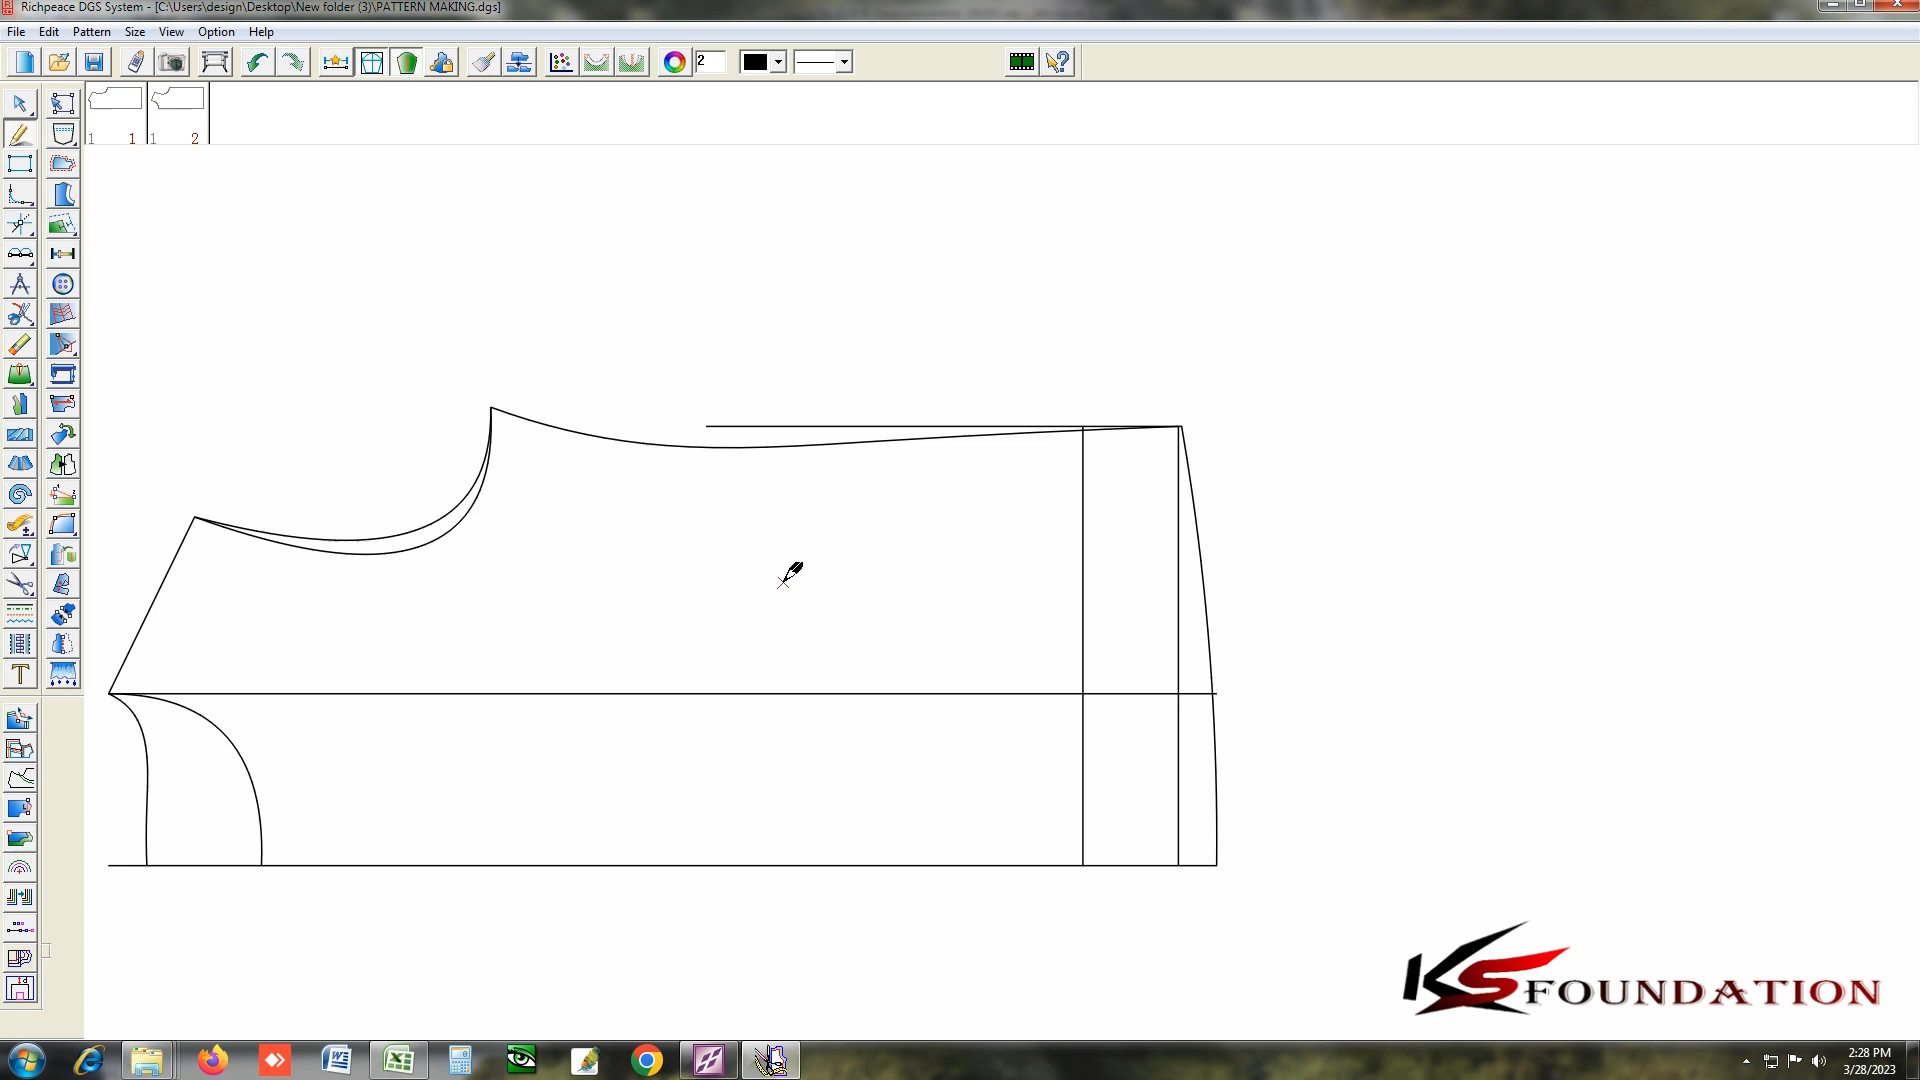 Richpeace DGS System - [C:\Users\design\Desktop\New folder (3)\PATTERN MAKING.dgs]
File Edit Pattern Size View Option Help
2
1 1 1 2
KS FOUNDATION
2:28 PM
3/28/2023